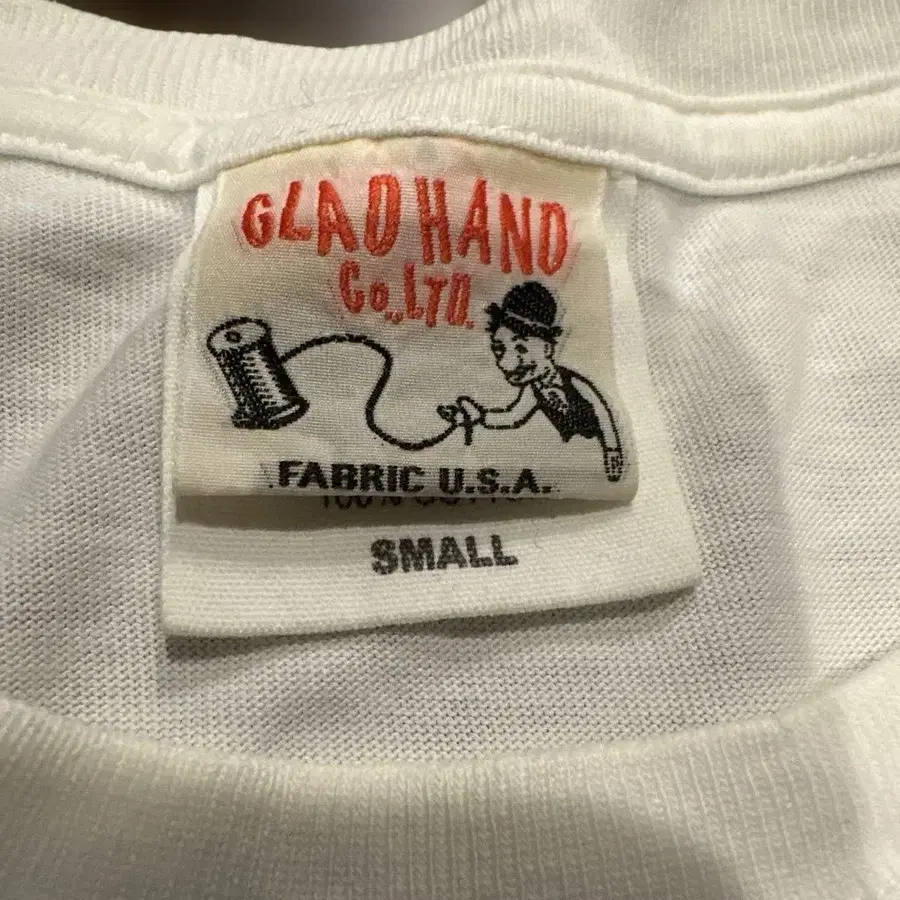 GLAD HAND
Co.,LTD.
FABRIC U.S.A.
SMALL